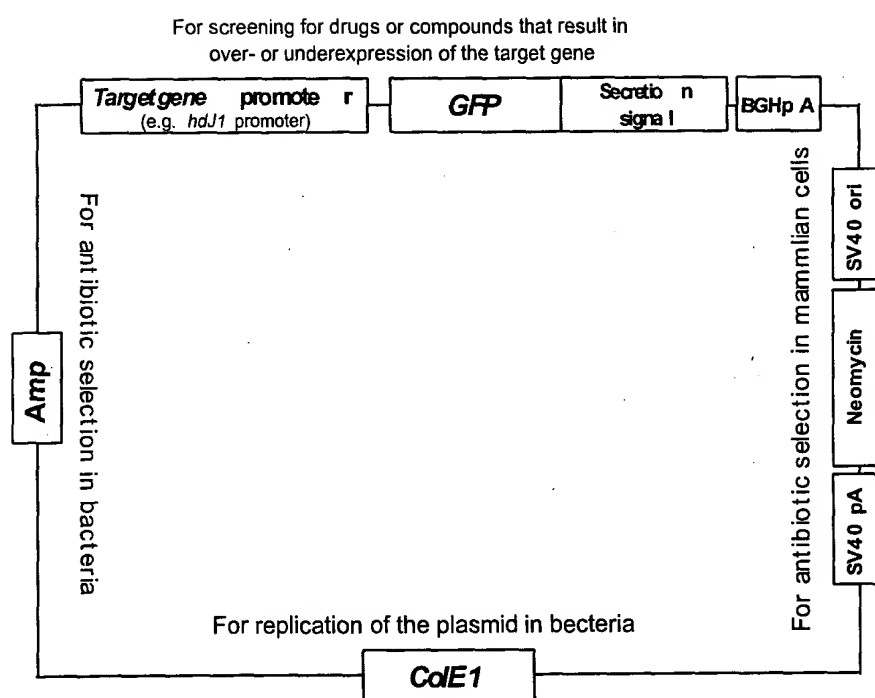 For screening for drugs or compounds that result in
over- or underexpression of the target gene
Target gene promote r
(e.g. hdJ1 promoter)
GFP
Secretio n
signa l
BGHp A
SV40 ori
Neomycin
SV40 pA
For antibiotic selection in mammlian cells
For antibiotic selection in bacteria
Amp
For replication of the plasmid in becteria
ColE1